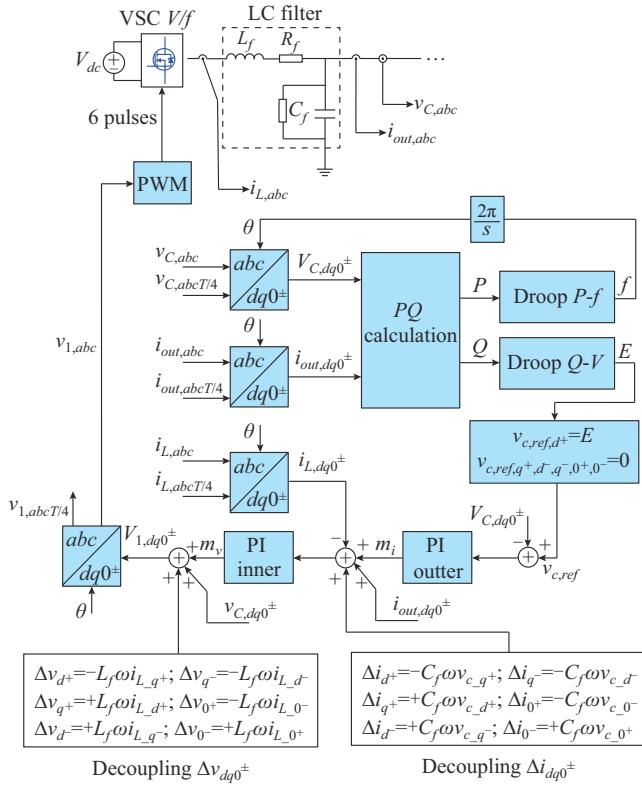 VSC V/f
LC filter
V_dc
L_f
R_f
C_f
...
v_C,abc
i_out,abc
6 pulses
PWM
i_L,abc
2π/s
θ
v_C,abc
v_C,abcT/4
abc
dq0±
V_C,dq0±
PQ
calculation
P
Droop P-f
f
v_1,abc
θ
i_out,abc
i_out,abcT/4
abc
dq0±
i_out,dq0±
Q
Droop Q-V
E
θ
i_L,abc
i_L,abcT/4
abc
dq0±
i_L,dq0±
v_c,ref,d+=E
v_c,ref,q+,d-,q-,0+,0-=0
v_1,abcT/4
abc
dq0±
θ
V_1,dq0±
+
+ +
m_v
PI
inner
v_C,dq0±
−
+
+ +
m_i
PI
outter
i_out,dq0±
V_C,dq0±
−
+
v_c,ref
Δv_d+=−L_fωi_L_q+; Δv_q-=−L_fωi_L_d-
Δv_q+=+L_fωi_L_d+; Δv_0+=−L_fωi_L_0-
Δv_d-=+L_fωi_L_q-; Δv_0-=+L_fωi_L_0+
Decoupling Δv_dq0±
Δi_d+=−C_fωv_c_q+; Δi_q-=−C_fωv_c_d-
Δi_q+=+C_fωv_c_d+; Δi_0+=−C_fωv_c_0-
Δi_d-=+C_fωv_c_q-; Δi_0-=+C_fωv_c_0+
Decoupling Δi_dq0±